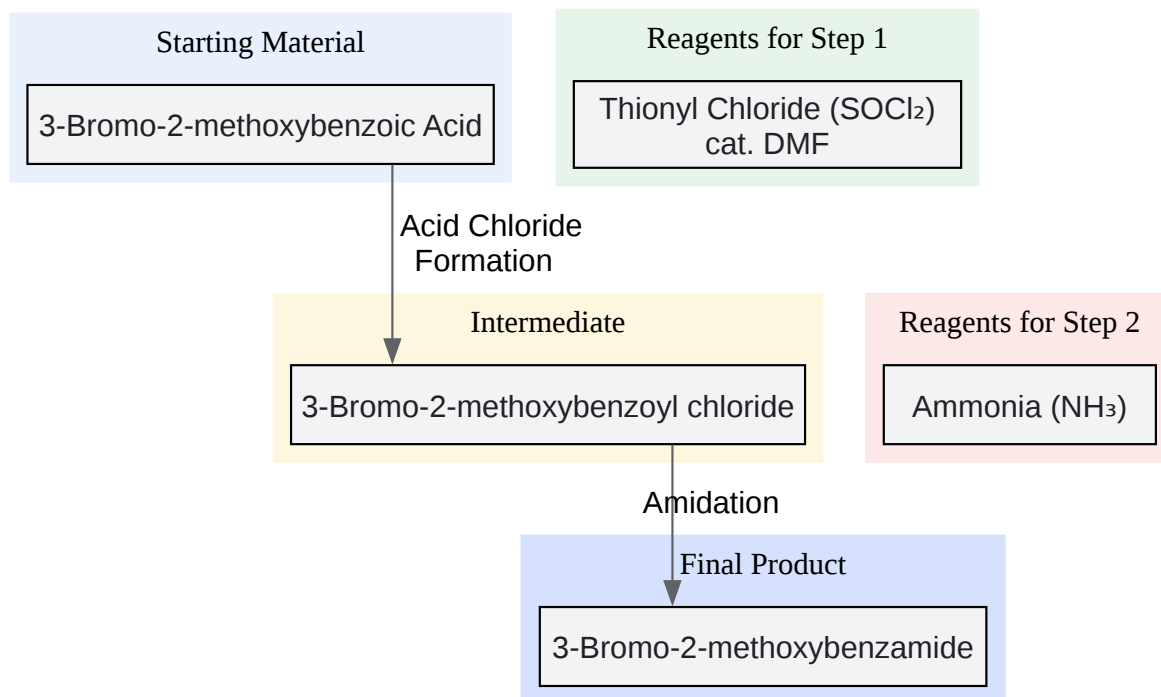 Starting Material
3-Bromo-2-methoxybenzoic Acid
Reagents for Step 1
Thionyl Chloride (SOCl₂)
cat. DMF
Acid Chloride
Formation
Intermediate
3-Bromo-2-methoxybenzoyl chloride
Reagents for Step 2
Ammonia (NH₃)
Amidation
Final Product
3-Bromo-2-methoxybenzamide